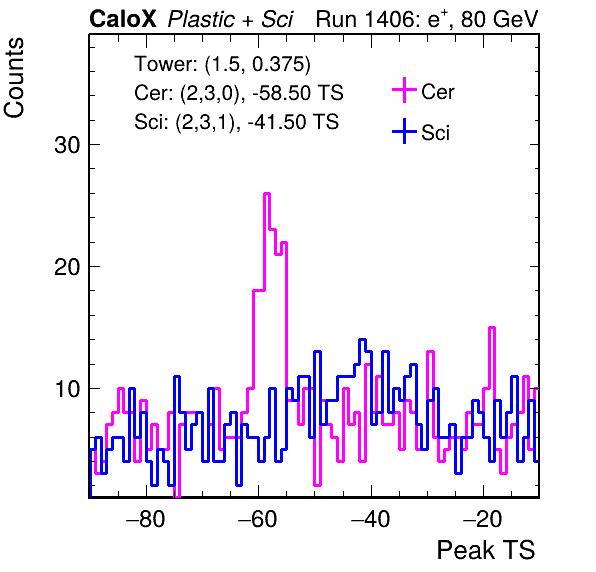 CaloX Plastic + Sci Run 1406: e⁺, 80 GeV
Counts
Tower: (1.5, 0.375)
Cer: (2,3,0), -58.50 TS
Sci: (2,3,1), -41.50 TS
Cer
Sci
30
20
10
−80 −60 −40 −20
Peak TS